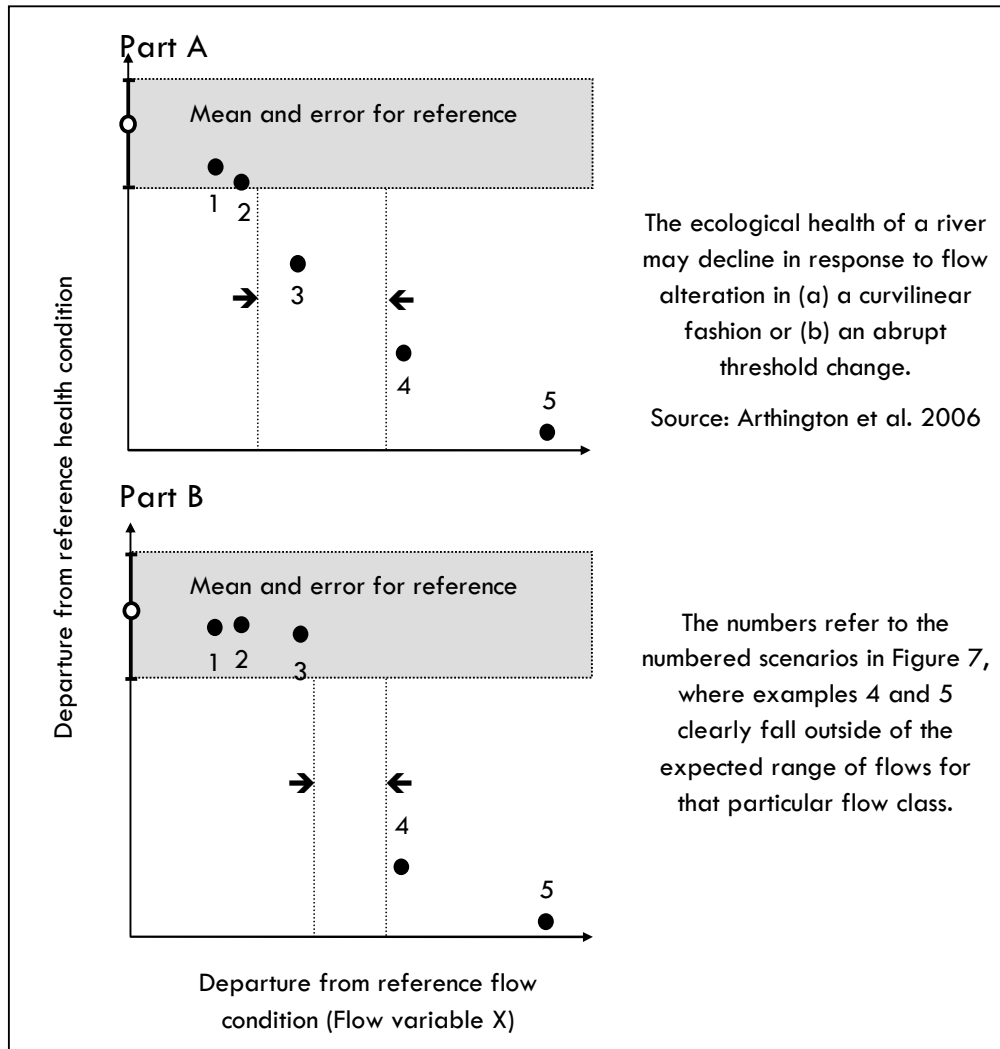 Part A
Mean and error for reference
1
2
3
4
5
The ecological health of a river
may decline in response to flow
alteration in (a) a curvilinear
fashion or (b) an abrupt
threshold change.
Source: Arthington et al. 2006
Departure from reference health condition
Part B
Mean and error for reference
1
2
3
4
5
The numbers refer to the
numbered scenarios in Figure 7,
where examples 4 and 5
clearly fall outside of the
expected range of flows for
that particular flow class.
Departure from reference flow
condition (Flow variable X)